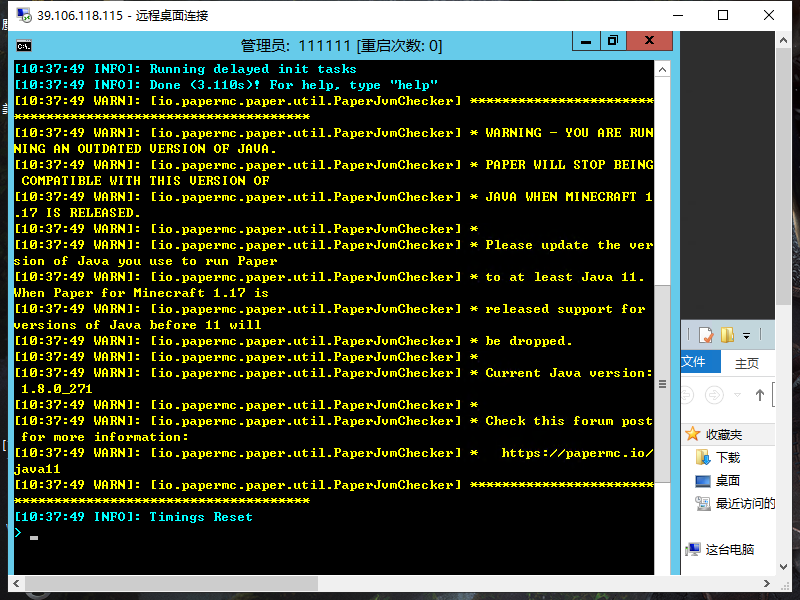 39.106.118.115 - 远程桌面连接
管理员: 111111 [重启次数: 0]
[10:37:49 INFO]: Running delayed init tasks
[10:37:49 INFO]: Done (3.110s)! For help, type "help"
[10:37:49 WARN]: [io.papermc.paper.util.PaperJvmChecker] ***********************
*************************************
[10:37:49 WARN]: [io.papermc.paper.util.PaperJvmChecker] * WARNING - YOU ARE RUN
NING AN OUTDATED VERSION OF JAVA.
[10:37:49 WARN]: [io.papermc.paper.util.PaperJvmChecker] * PAPER WILL STOP BEING
 COMPATIBLE WITH THIS VERSION OF
[10:37:49 WARN]: [io.papermc.paper.util.PaperJvmChecker] * JAVA WHEN MINECRAFT 1
.17 IS RELEASED.
[10:37:49 WARN]: [io.papermc.paper.util.PaperJvmChecker] *
[10:37:49 WARN]: [io.papermc.paper.util.PaperJvmChecker] * Please update the ver
sion of Java you use to run Paper
[10:37:49 WARN]: [io.papermc.paper.util.PaperJvmChecker] * to at least Java 11.
When Paper for Minecraft 1.17 is
[10:37:49 WARN]: [io.papermc.paper.util.PaperJvmChecker] * released support for
versions of Java before 11 will
[10:37:49 WARN]: [io.papermc.paper.util.PaperJvmChecker] * be dropped.
[10:37:49 WARN]: [io.papermc.paper.util.PaperJvmChecker] *
[10:37:49 WARN]: [io.papermc.paper.util.PaperJvmChecker] * Current Java version:
 1.8.0_271
[10:37:49 WARN]: [io.papermc.paper.util.PaperJvmChecker] *
[10:37:49 WARN]: [io.papermc.paper.util.PaperJvmChecker] * Check this forum post
 for more information:
[10:37:49 WARN]: [io.papermc.paper.util.PaperJvmChecker] *   https://papermc.io/
java11
[10:37:49 WARN]: [io.papermc.paper.util.PaperJvmChecker] ***********************
*************************************
[10:37:49 INFO]: Timings Reset
> _
文件 主页
收藏夹
下载
桌面
最近访问的
这台电脑